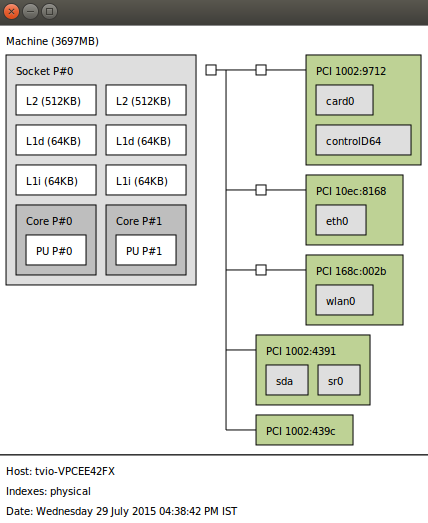 Machine (3697MB)
Socket P#0
L2 (512KB)
L2 (512KB)
L1d (64KB)
L1d (64KB)
L1i (64KB)
L1i (64KB)
Core P#0
Core P#1
PU P#0
PU P#1
PCI 1002:9712
card0
controlD64
PCI 10ec:8168
eth0
PCI 168c:002b
wlan0
PCI 1002:4391
sda
sr0
PCI 1002:439c
Host: tvio-VPCEE42FX
Indexes: physical
Date: Wednesday 29 July 2015 04:38:42 PM IST